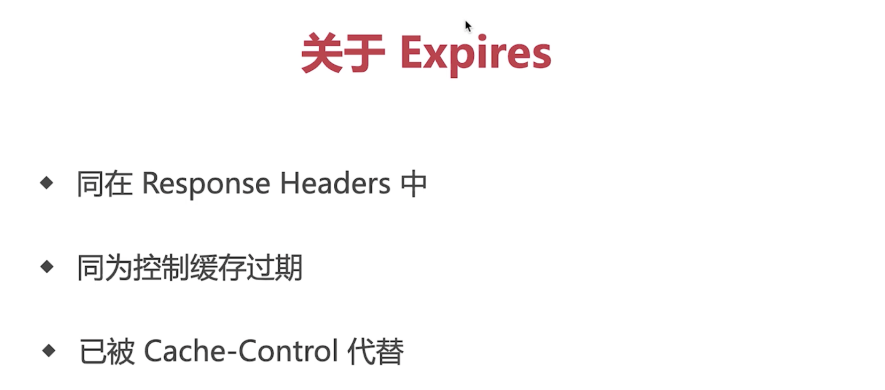 关于 Expires
◆ 同在 Response Headers 中
◆ 同为控制缓存过期
◆ 已被 Cache-Control 代替